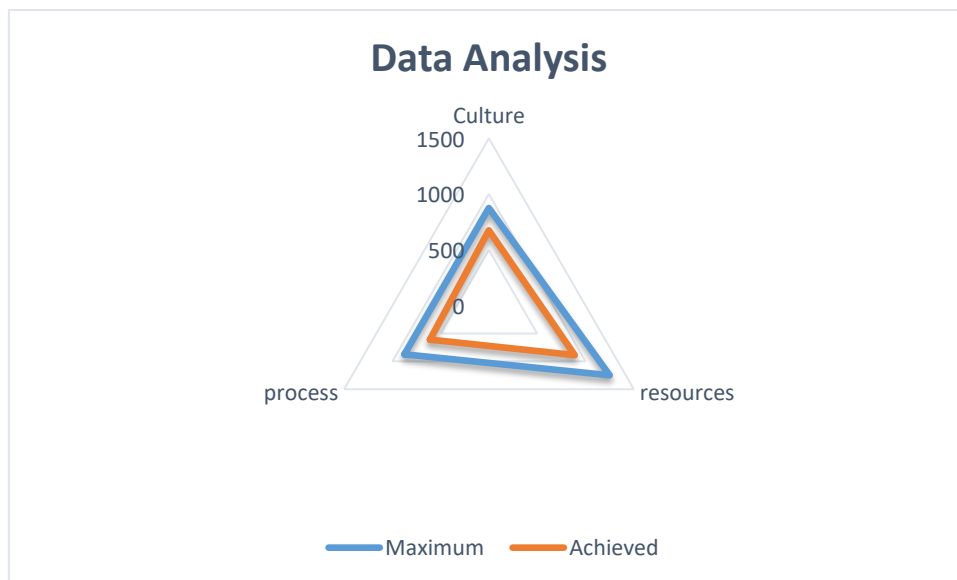 Data Analysis
Culture
1500
1000
500
0
process
resources
Maximum
Achieved